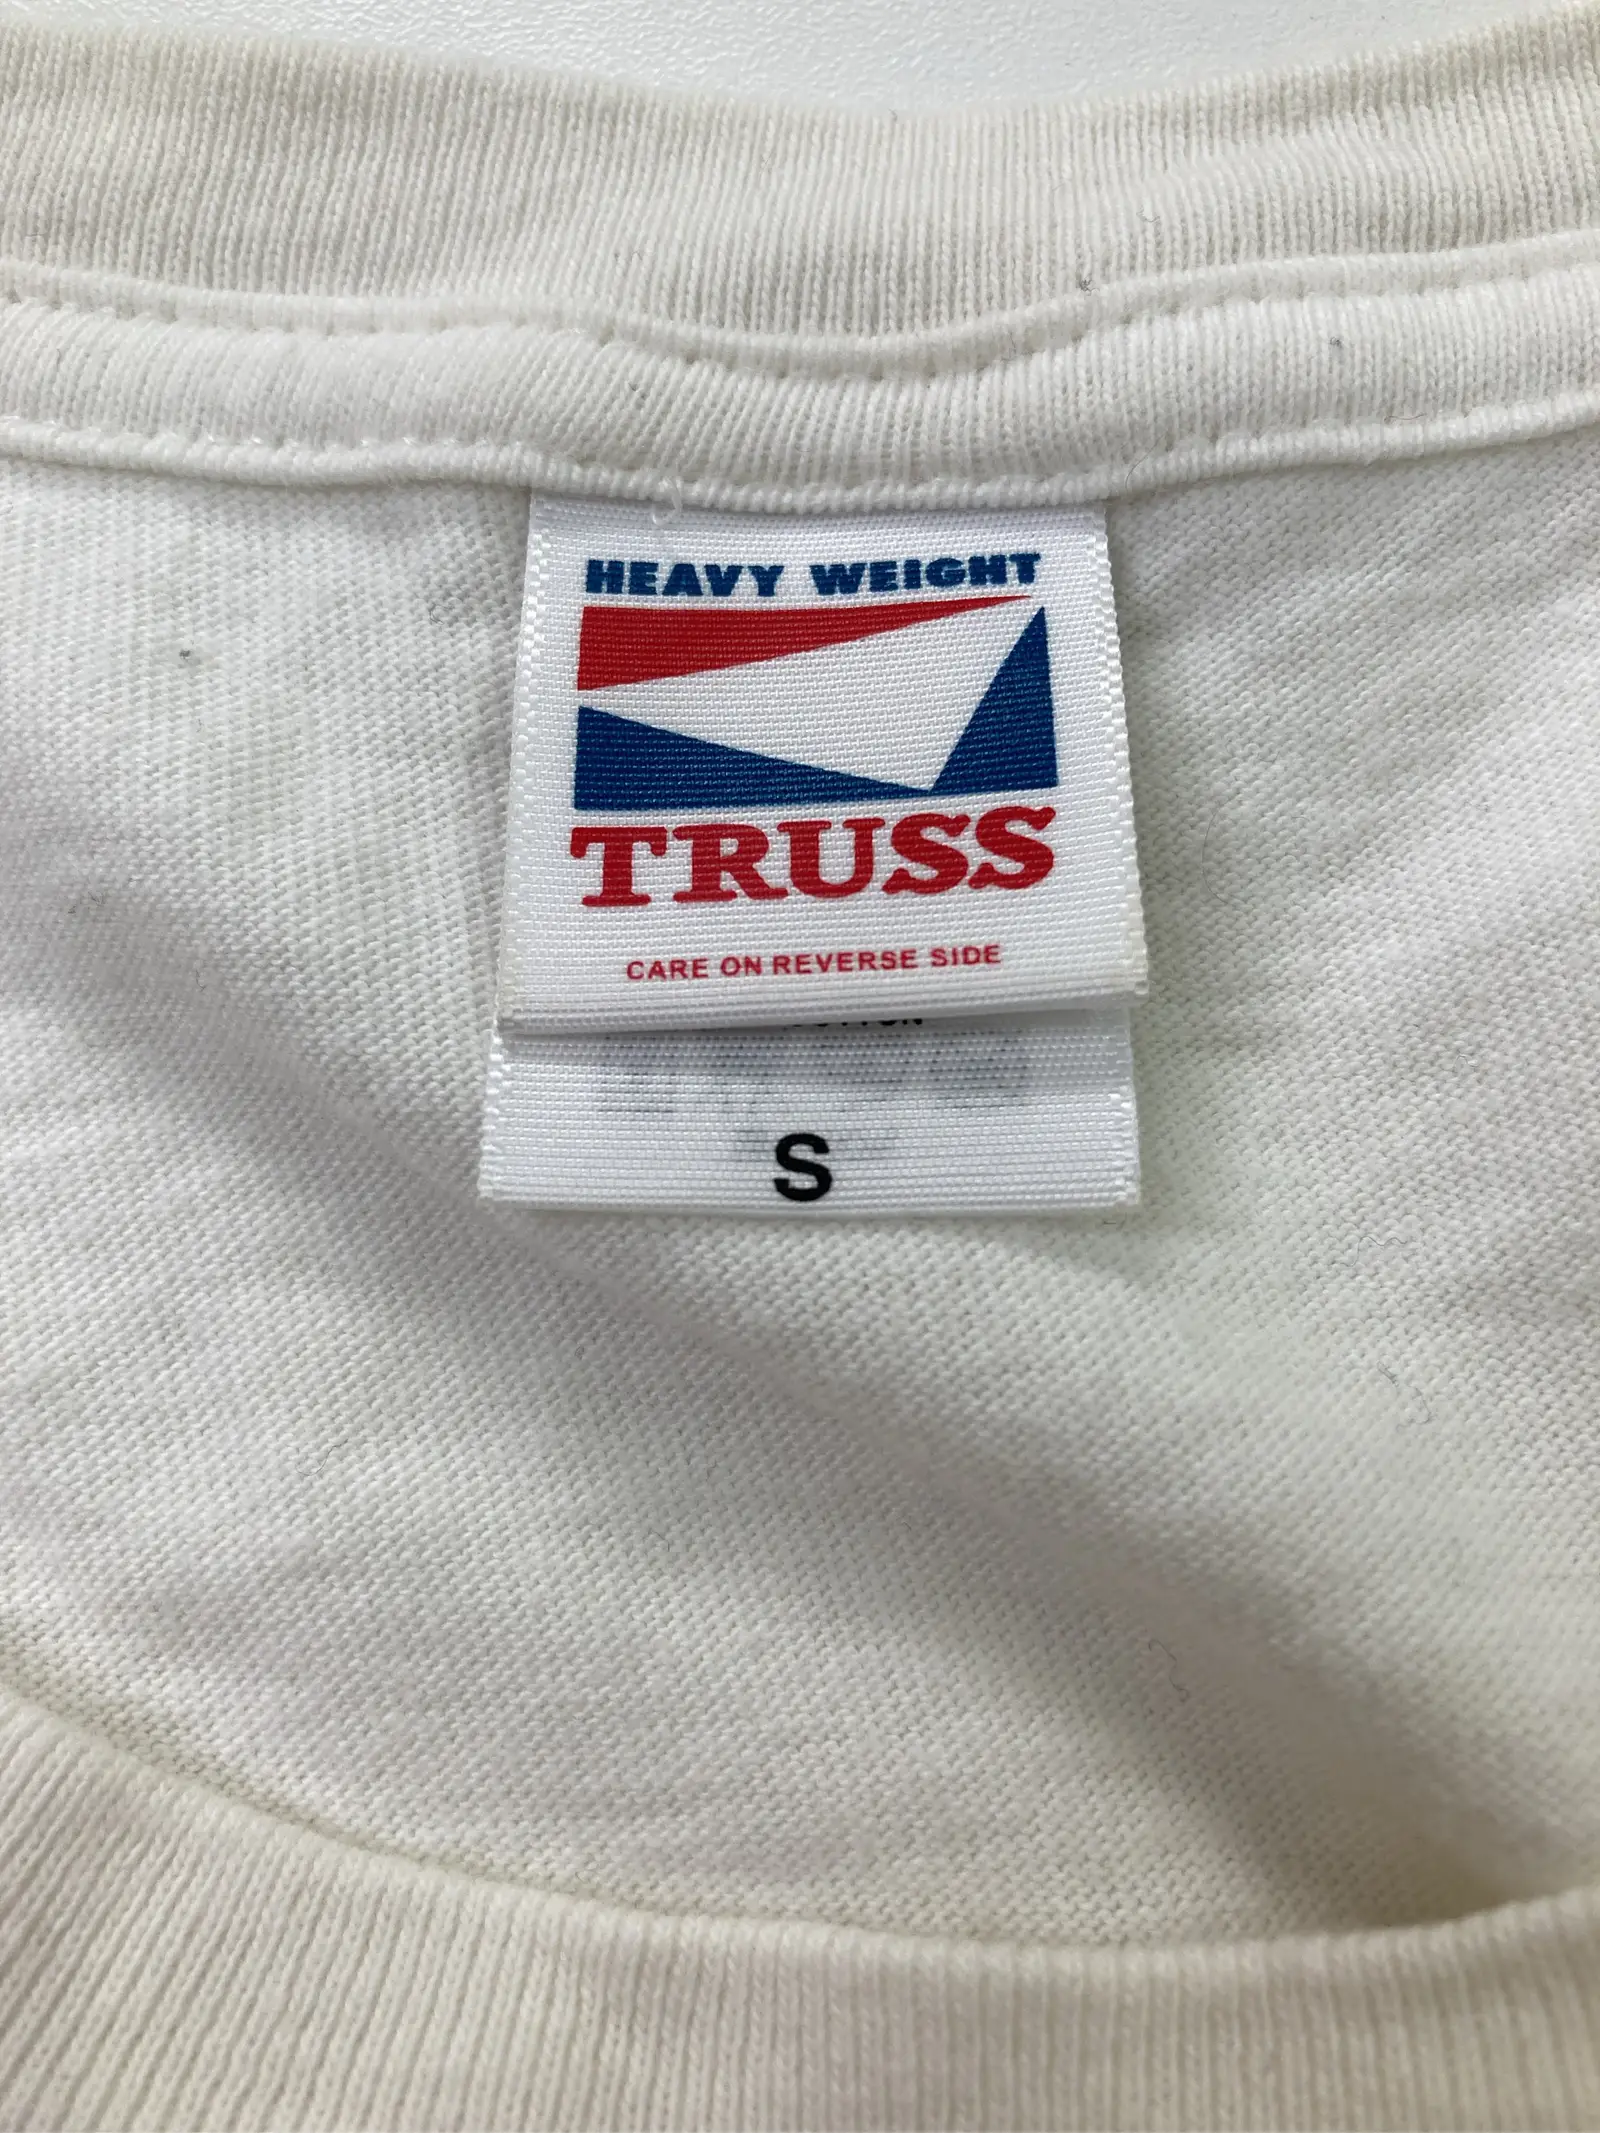 HEAVY WEIGHT
TRUSS
CARE ON REVERSE SIDE
S